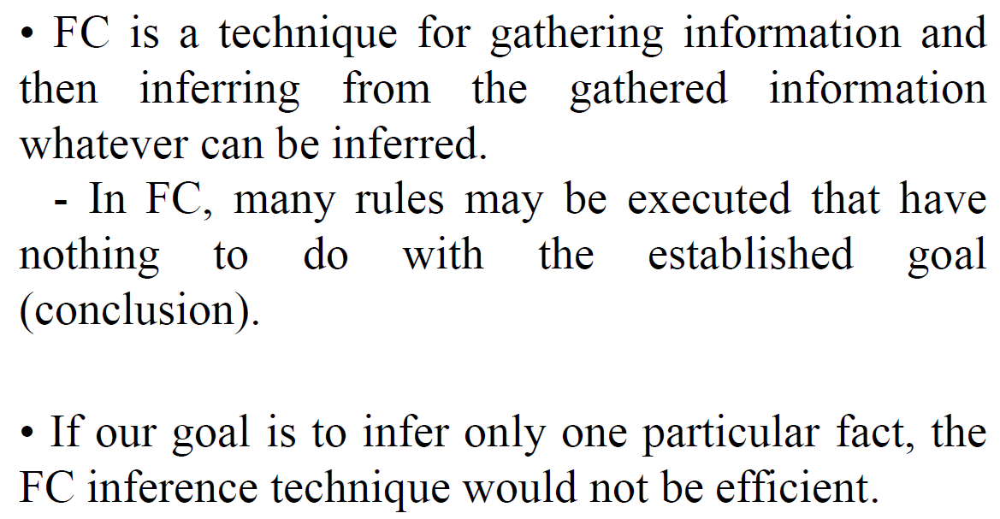 • FC is a technique for gathering information and
then inferring from the gathered information
whatever can be inferred.
- In FC, many rules may be executed that have
nothing to do with the established goal
(conclusion).
• If our goal is to infer only one particular fact, the
FC inference technique would not be efficient.